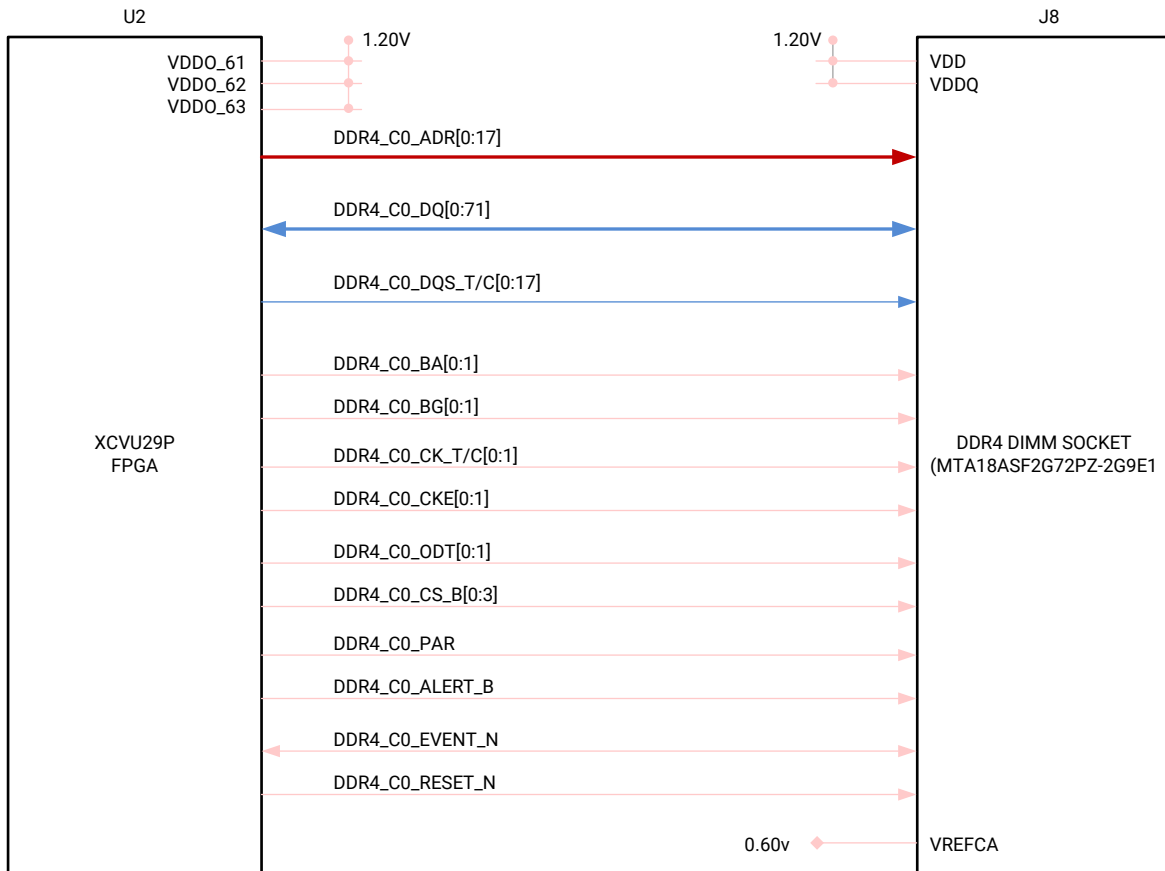 U2
J8
1.20V
1.20V
VDDO_61
VDD
VDDO_62
VDDQ
VDDO_63
DDR4_C0_ADR[0:17]
DDR4_C0_DQ[0:71]
DDR4_C0_DQS_T/C[0:17]
DDR4_C0_BA[0:1]
DDR4_C0_BG[0:1]
XCVU29P
FPGA
DDR4_C0_CK_T/C[0:1]
DDR4 DIMM SOCKET
(MTA18ASF2G72PZ-2G9E1
DDR4_C0_CKE[0:1]
DDR4_C0_ODT[0:1]
DDR4_C0_CS_B[0:3]
DDR4_C0_PAR
DDR4_C0_ALERT_B
DDR4_C0_EVENT_N
DDR4_C0_RESET_N
0.60v
VREFCA